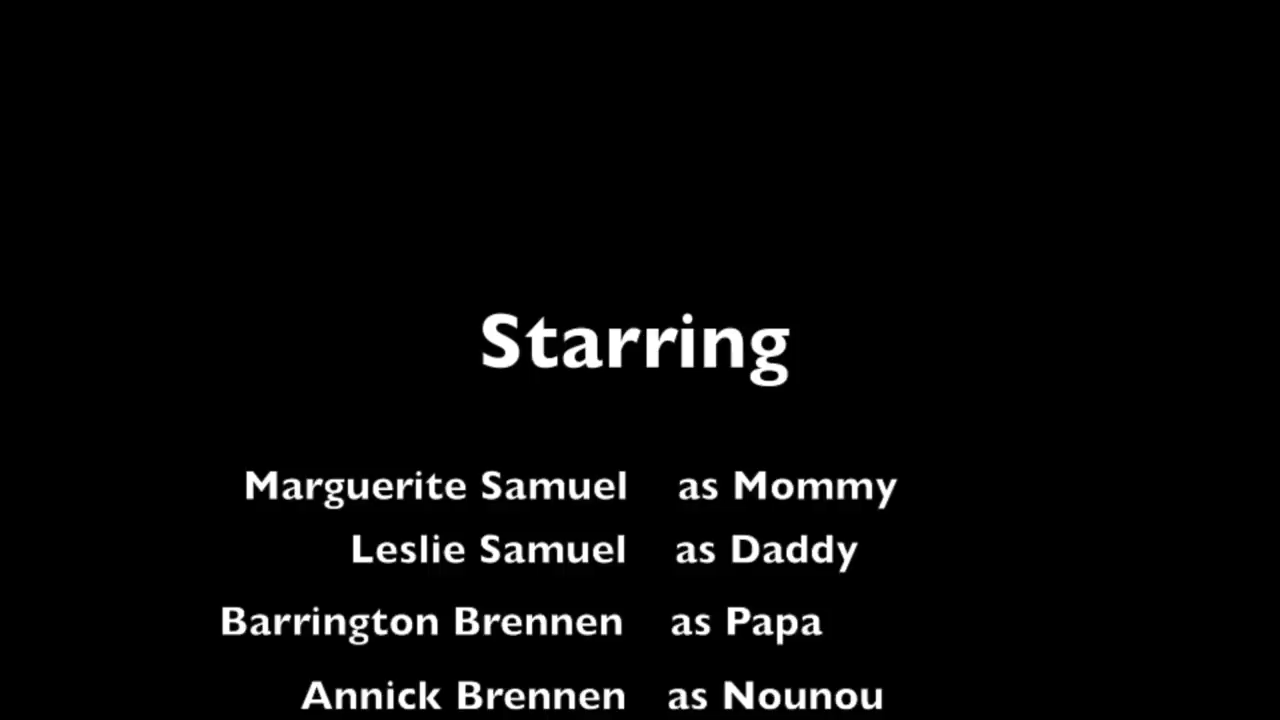 Starring
Marguerite Samuel as Mommy
Leslie Samuel as Daddy
Barrington Brennen as Papa
Annick Brennen as Nounou